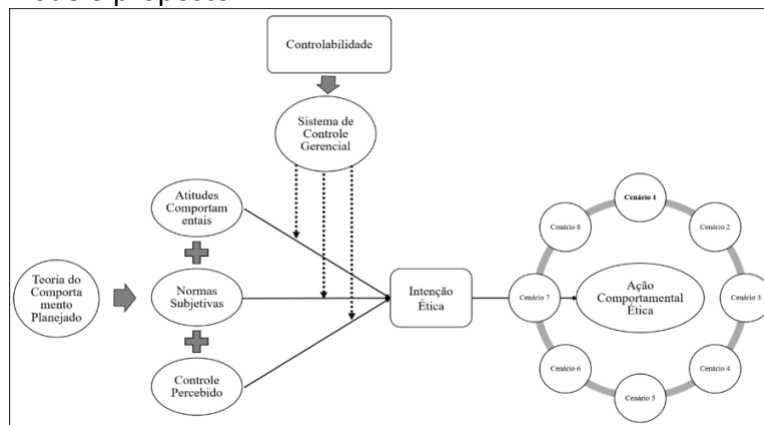 Controlabilidade
Sistema de
Controle
Gerencial
Atitudes
Comportam
entais
Teoria do
Comporta
mento
Planejado
Normas
Subjetivas
Controle
Percebido
Intenção
Ética
Ação
Comportamental
Ética
Cenário 1
Cenário 2
Cenário 3
Cenário 4
Cenário 5
Cenário 6
Cenário 7
Cenário 8